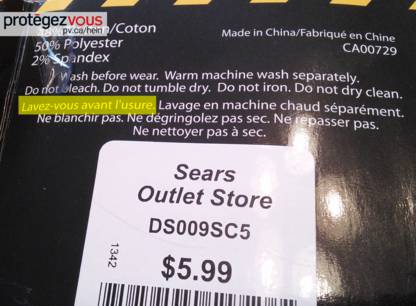 protégezvous
pv.ca/hein
/Coton
50% Polyester
2% Spandex
Made in China/Fabriqué en Chine
CA00729
Wash before wear. Warm machine wash separately.
Do not bleach. Do not tumble dry. Do not iron. Do not dry clean.
Lavez-vous avant l'usure. Lavage en machine chaud séparément.
Ne blanchir pas. Ne dégringolez pas sec. Ne repasser pas.
Ne nettoyer pas à sec.
Sears
Outlet Store
DS009SC5
1342
$5.99